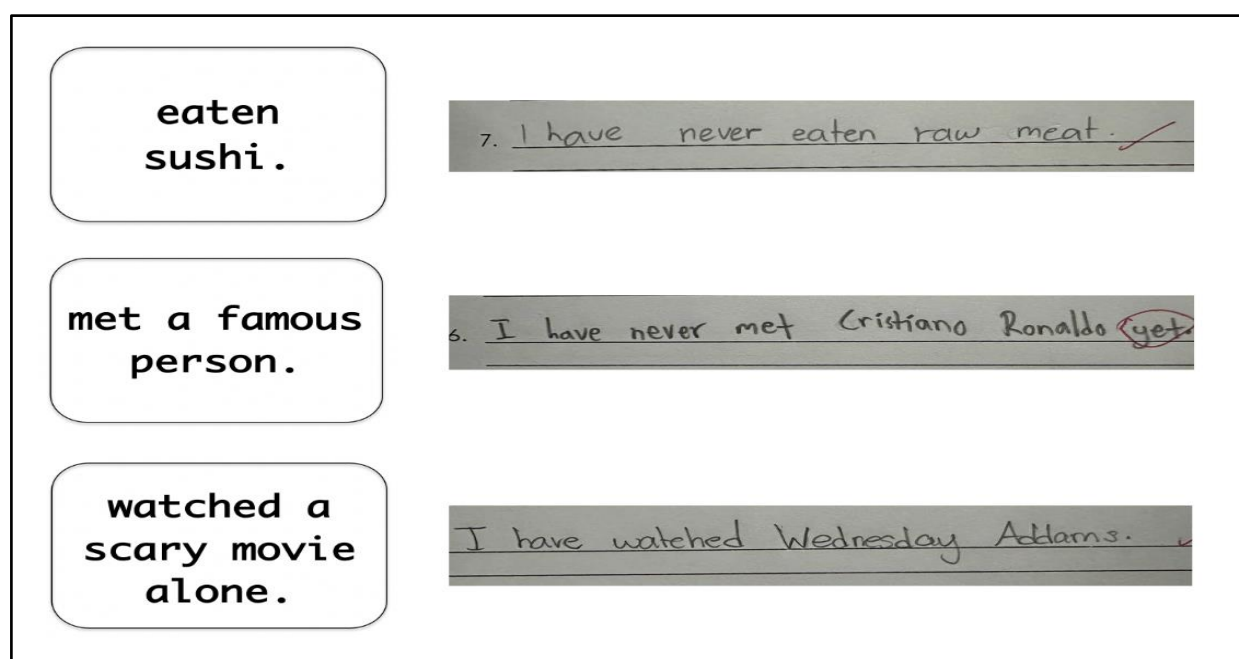 eaten
sushi.
7. I have never eaten raw meat.
met a famous
person.
6. I have never met Cristiano Ronaldo yet.
watched a
scary movie
alone.
I have watched Wednesday Addams.